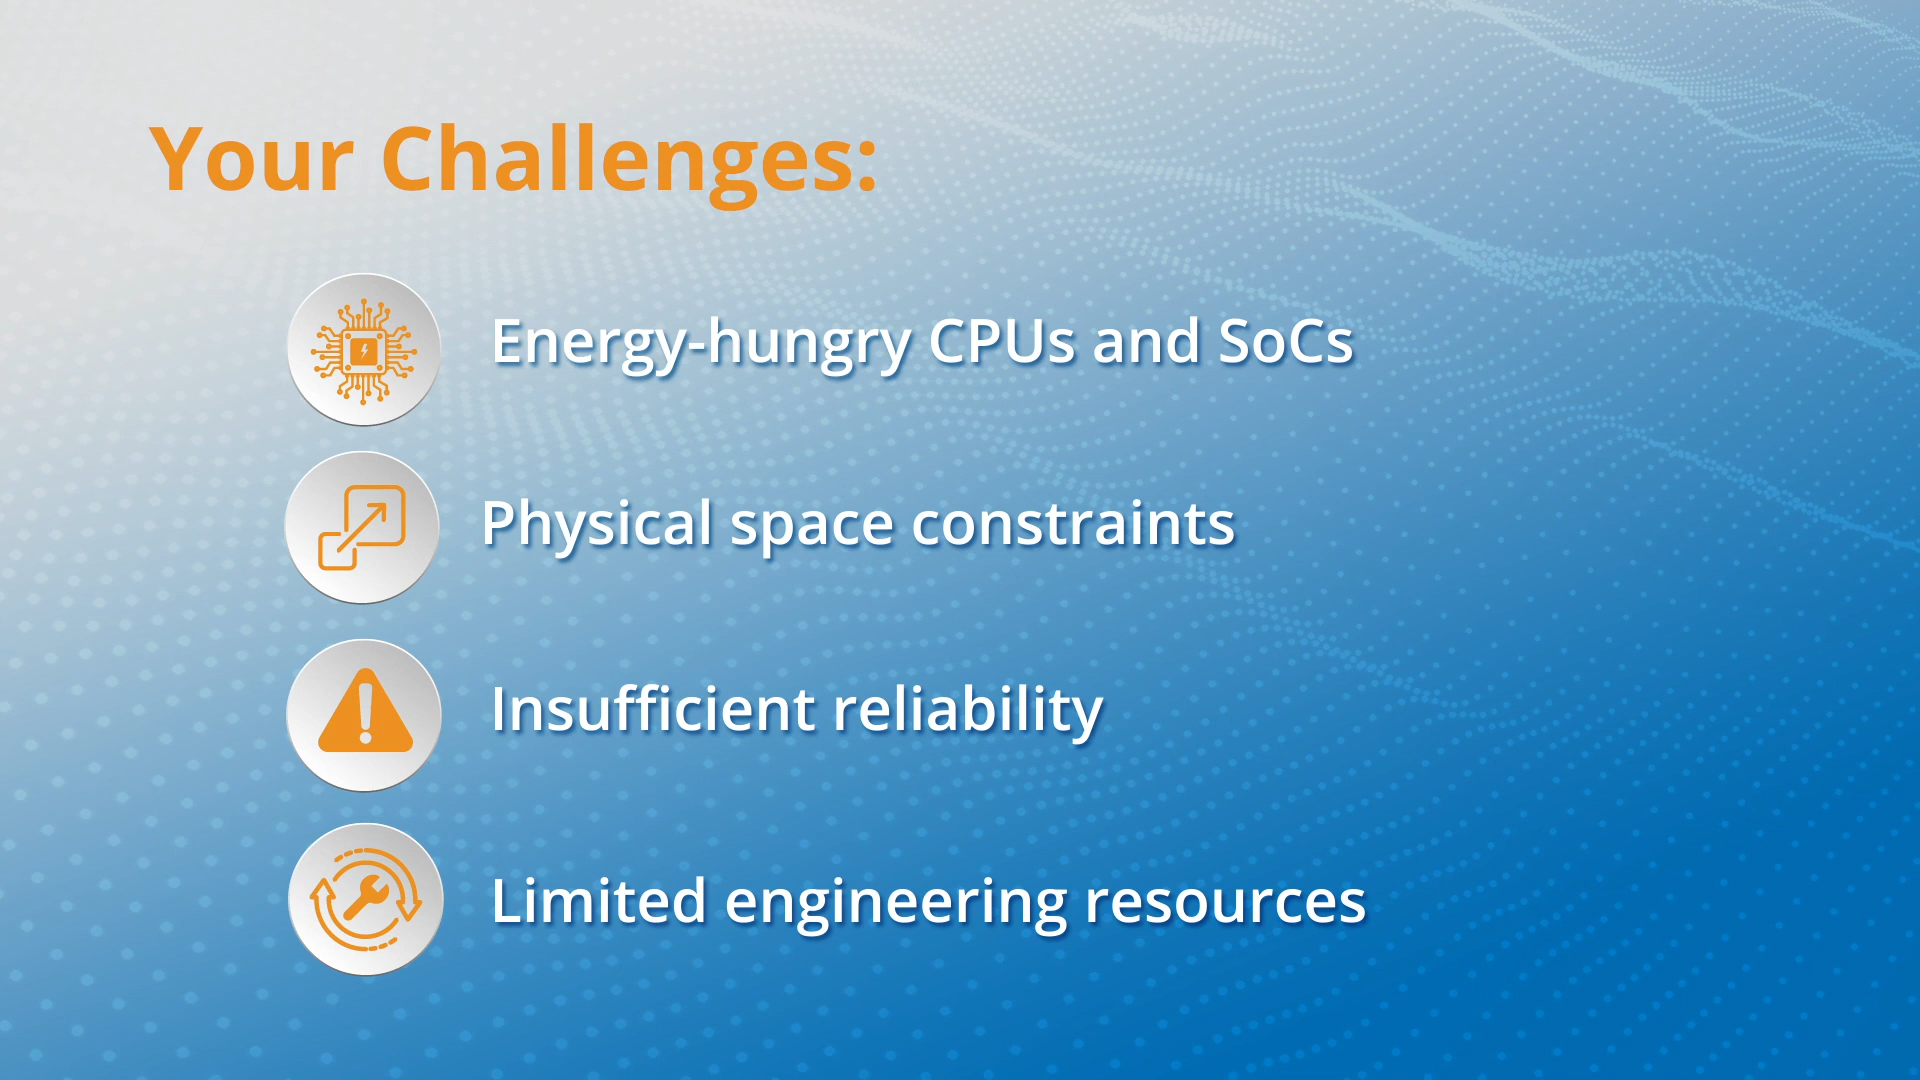 Your Challenges:
Energy-hungry CPUs and SoCs
Physical space constraints
Insufficient reliability
Limited engineering resources